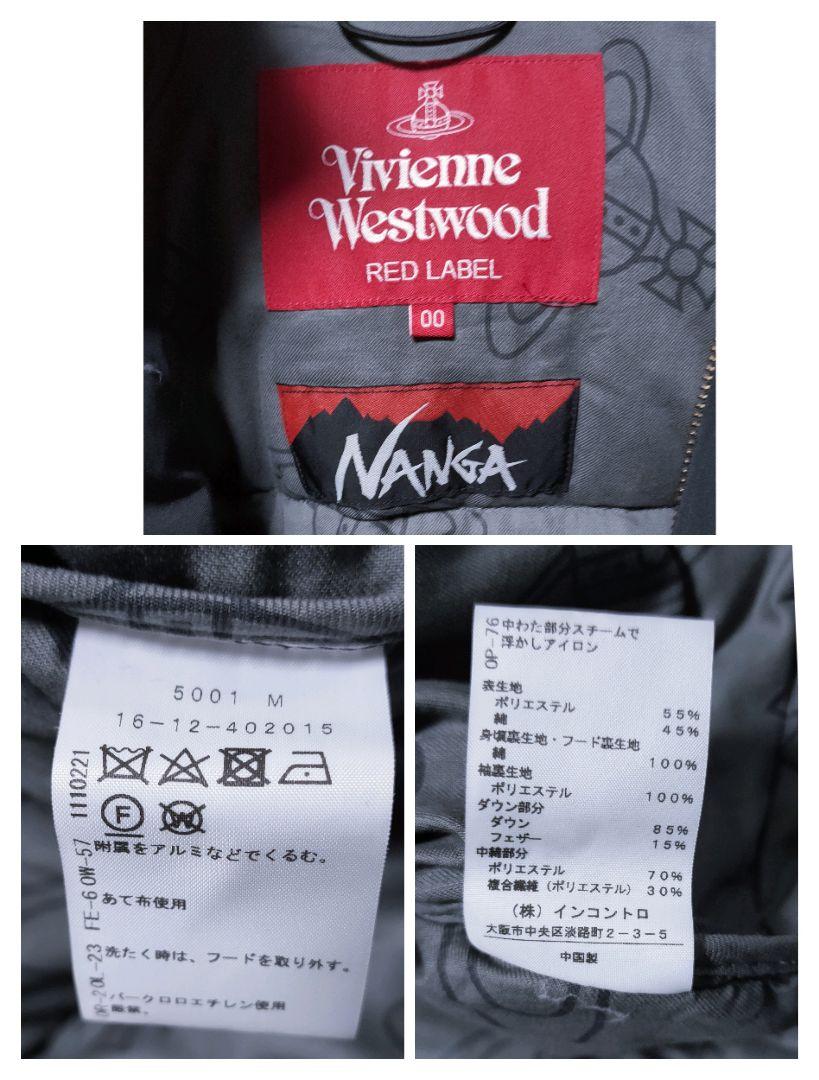 Vivienne
Westwood
RED LABEL
00
NANGA
5001 M
16-12-402015
F
W
附属をアルミなどでくるむ。
あて布使用
洗たく時は、フードを取り外す。
パークロロエチレン使用
OR-20L-23 FE-60W-57 1110221
OP-76
中わた部分スチームで
浮かしアイロン
表生地
ポリエステル 55%
綿 45%
身頃裏生地・フード裏生地
綿 100%
袖裏生地
ポリエステル 100%
ダウン部分
ダウン 85%
フェザー 15%
中綿部分
ポリエステル 70%
複合繊維(ポリエステル) 30%
(株)インコントロ
大阪市中央区淡路町2-3-5
中国製